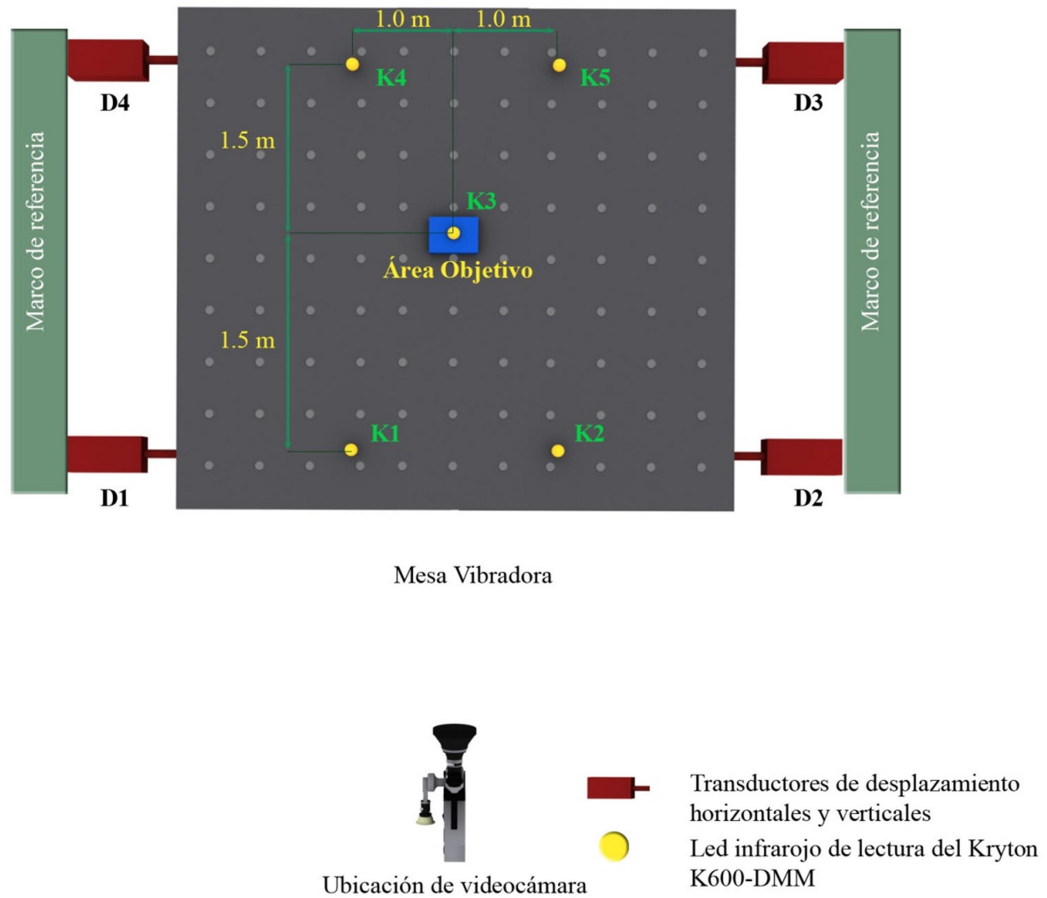 1.0 m
1.0 m
K4
K5
D4
D3
1.5 m
Marco de referencia
Marco de referencia
K3
Área Objetivo
1.5 m
K1
K2
D1
D2
Mesa Vibradora
Transductores de desplazamiento
horizontales y verticales
Led infrarojo de lectura del Kryton
K600-DMM
Ubicación de videocámara